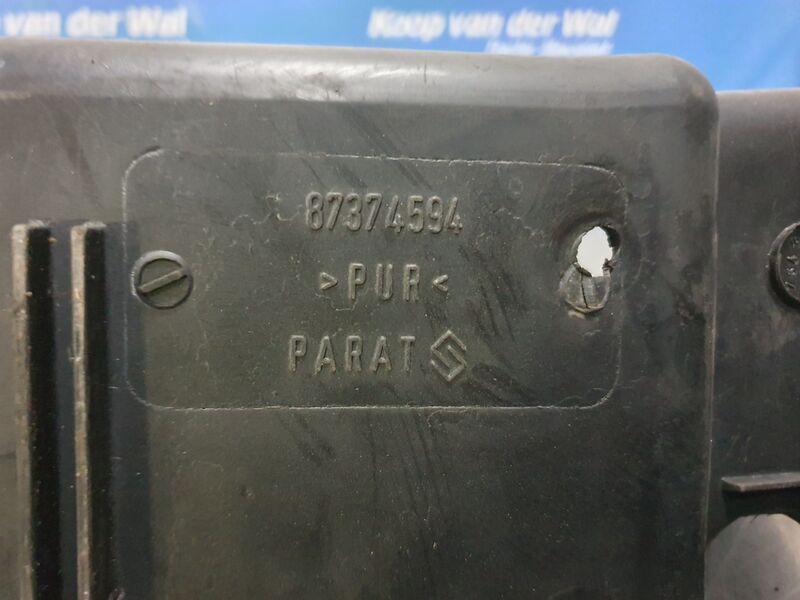 Koop van der Wal
87374594
>PUR<
PARAT